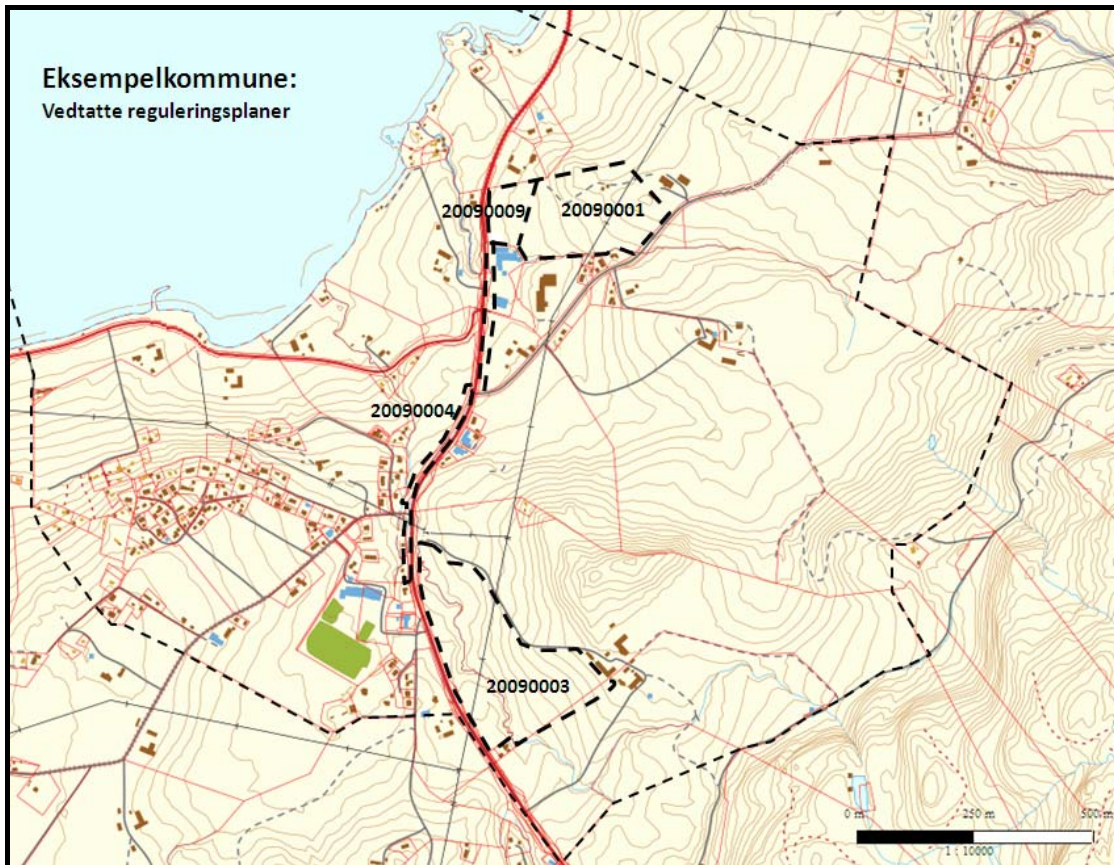 Eksempelkommune:
Vedtatte reguleringsplaner
20090009
20090001
20090004
20090003
0 m
250 m
500 m
1 : 10000